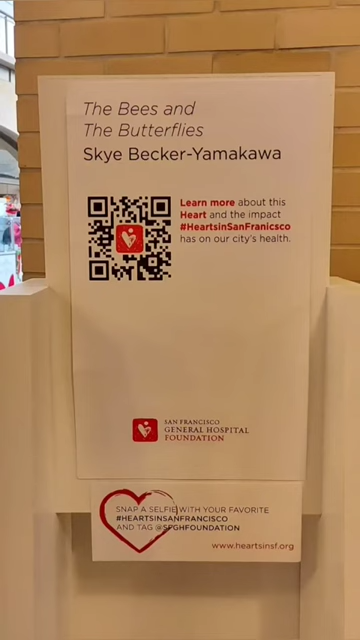 The Bees and
The Butterflies
Skye Becker-Yamakawa
Learn more about this
Heart and the impact
#HeartsinSanFranicsco
has on our city's health.
SAN FRANCISCO
GENERAL HOSPITAL
FOUNDATION
SNAP A SELFIE WITH YOUR FAVORITE
#HEARTSINSANFRANCISCO
AND TAG @SFGHFOUNDATION
www.heartsinsf.org